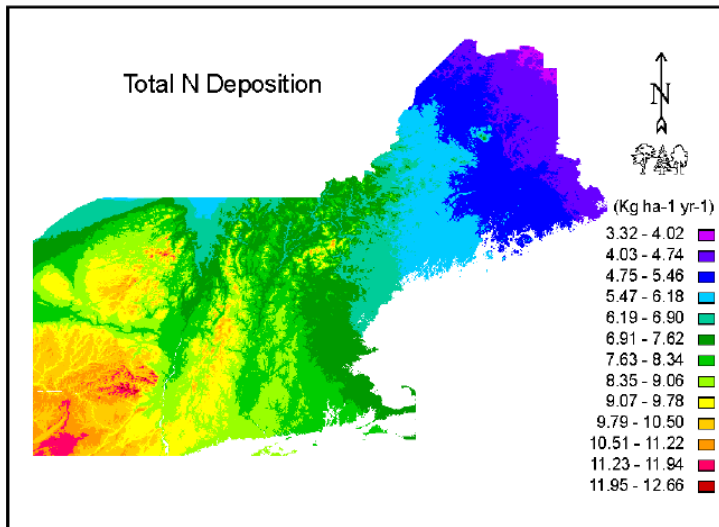 Total N Deposition
N
(Kg ha-1 yr-1)
3.32 - 4.02
4.03 - 4.74
4.75 - 5.46
5.47 - 6.18
6.19 - 6.90
6.91 - 7.62
7.63 - 8.34
8.35 - 9.06
9.07 - 9.78
9.79 - 10.50
10.51 - 11.22
11.23 - 11.94
11.95 - 12.66